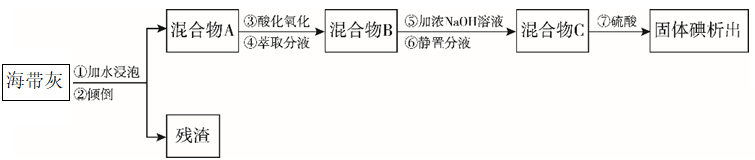 海带灰
①加水浸泡
②倾倒
混合物A
③酸化氧化
④萃取分液
混合物B
⑤加浓NaOH溶液
⑥静置分液
混合物C
⑦硫酸
固体碘析出
残渣